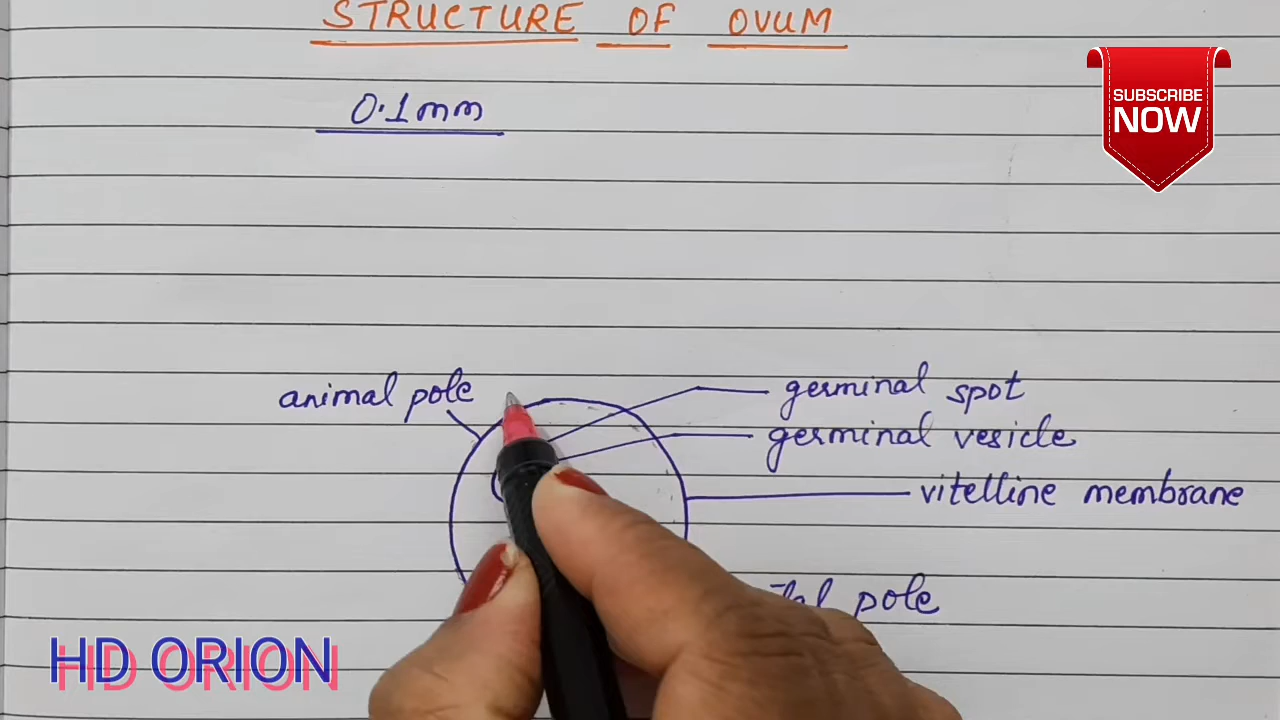 STRUCTURE OF OVUM
SUBSCRIBE
NOW
0.1mm
animal pole
germinal spot
germinal vesicle
vitelline membrane
pole
HD ORION